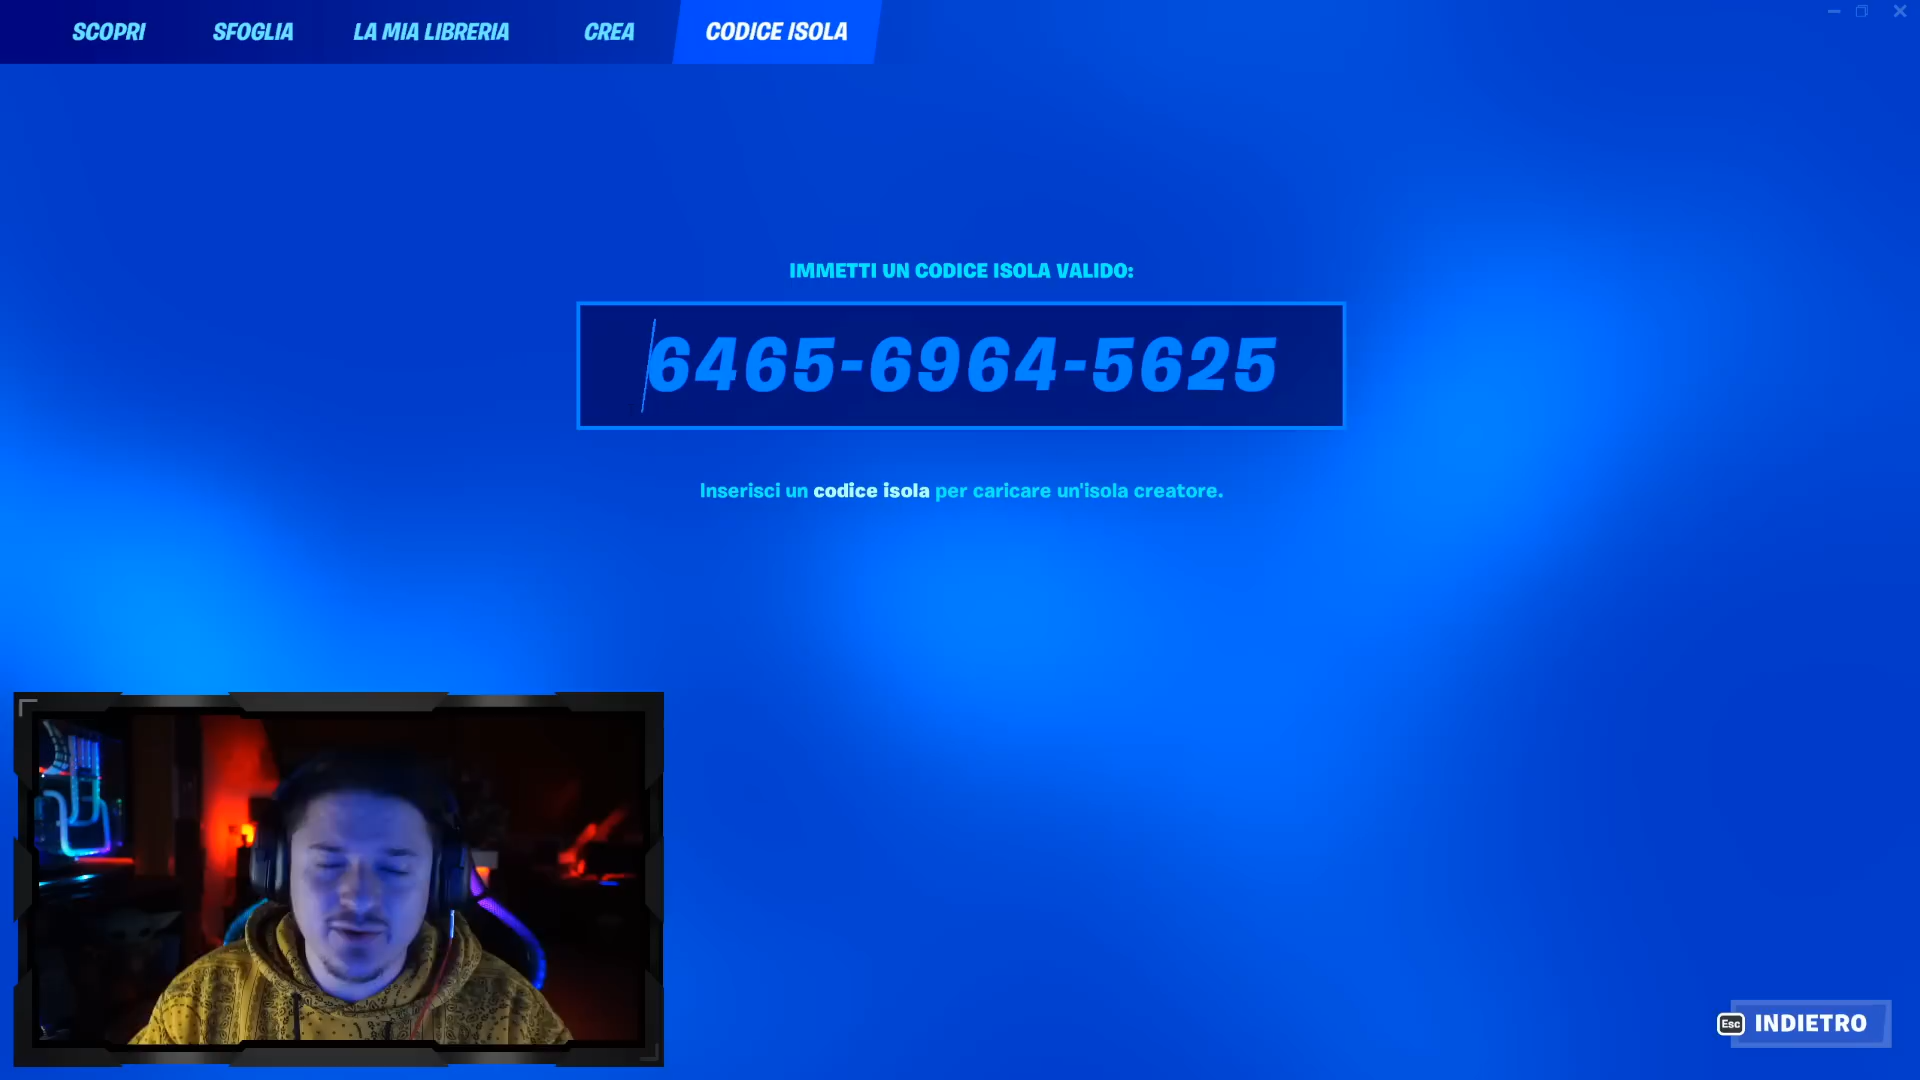 SCOPRI
SFOGLIA
LA MIA LIBRERIA
CREA
CODICE ISOLA
IMMETTI UN CODICE ISOLA VALIDO:
6465-6964-5625
Inserisci un codice isola per caricare un'isola creatore.
Esc INDIETRO